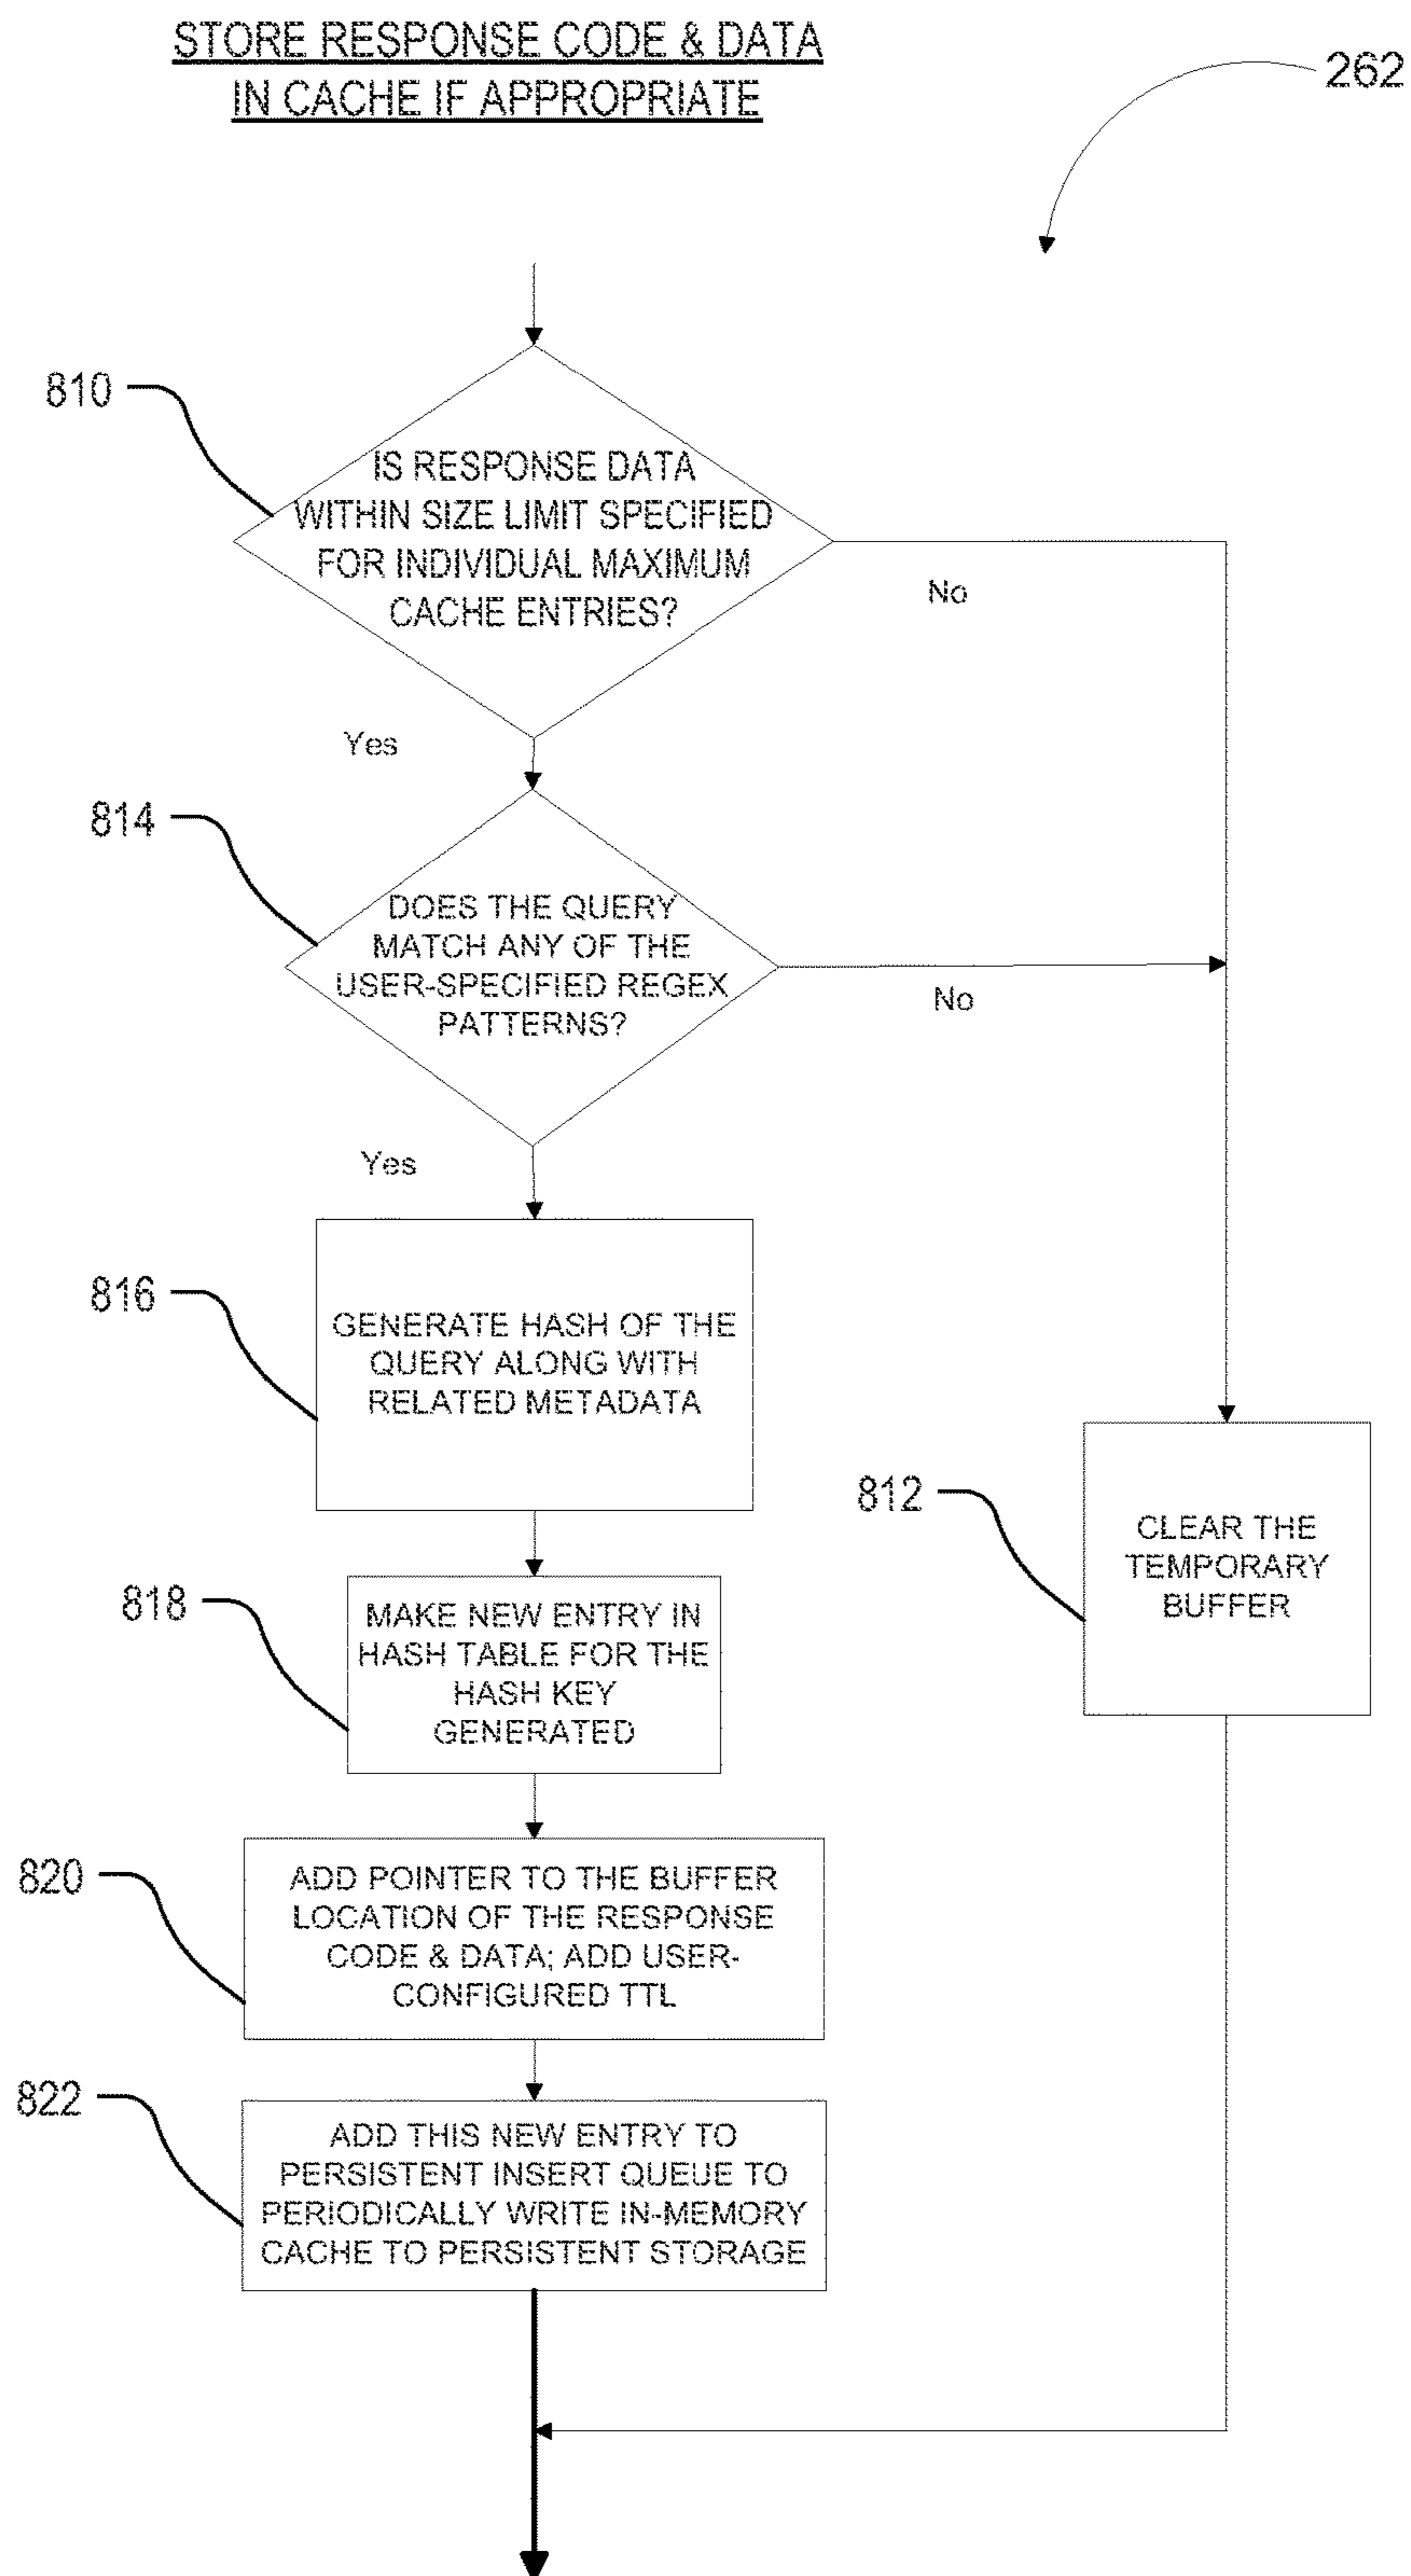 STORE RESPONSE CODE & DATA
IN CACHE IF APPROPRIATE
262
810
IS RESPONSE DATA
WITHIN SIZE LIMIT SPECIFIED
FOR INDIVIDUAL MAXIMUM
CACHE ENTRIES?
No
Yes
814
DOES THE QUERY
MATCH ANY OF THE
USER-SPECIFIED REGEX
PATTERNS?
No
Yes
816
GENERATE HASH OF THE
QUERY ALONG WITH
RELATED METADATA
812
CLEAR THE
TEMPORARY
BUFFER
818
MAKE NEW ENTRY IN
HASH TABLE FOR THE
HASH KEY
GENERATED
820
ADD POINTER TO THE BUFFER
LOCATION OF THE RESPONSE
CODE & DATA; ADD USER-
CONFIGURED TTL
822
ADD THIS NEW ENTRY TO
PERSISTENT INSERT QUEUE TO
PERIODICALLY WRITE IN-MEMORY
CACHE TO PERSISTENT STORAGE